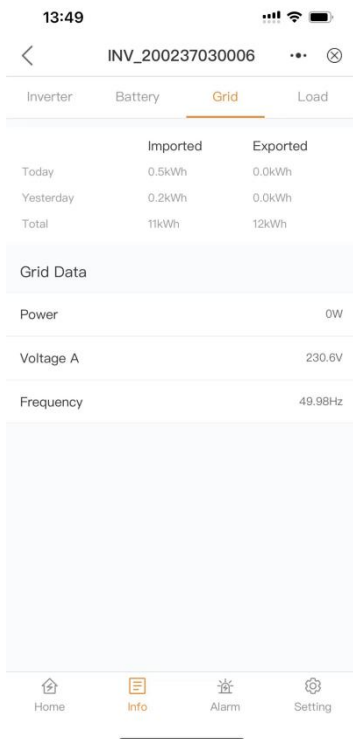 13:49
INV_200237030006
Inverter Battery Grid Load
Imported Exported
Today 0.5kWh 0.0kWh
Yesterday 0.2kWh 0.0kWh
Total 11kWh 12kWh
Grid Data
Power 0W
Voltage A 230.6V
Frequency 49.98Hz
Home Info Alarm Setting